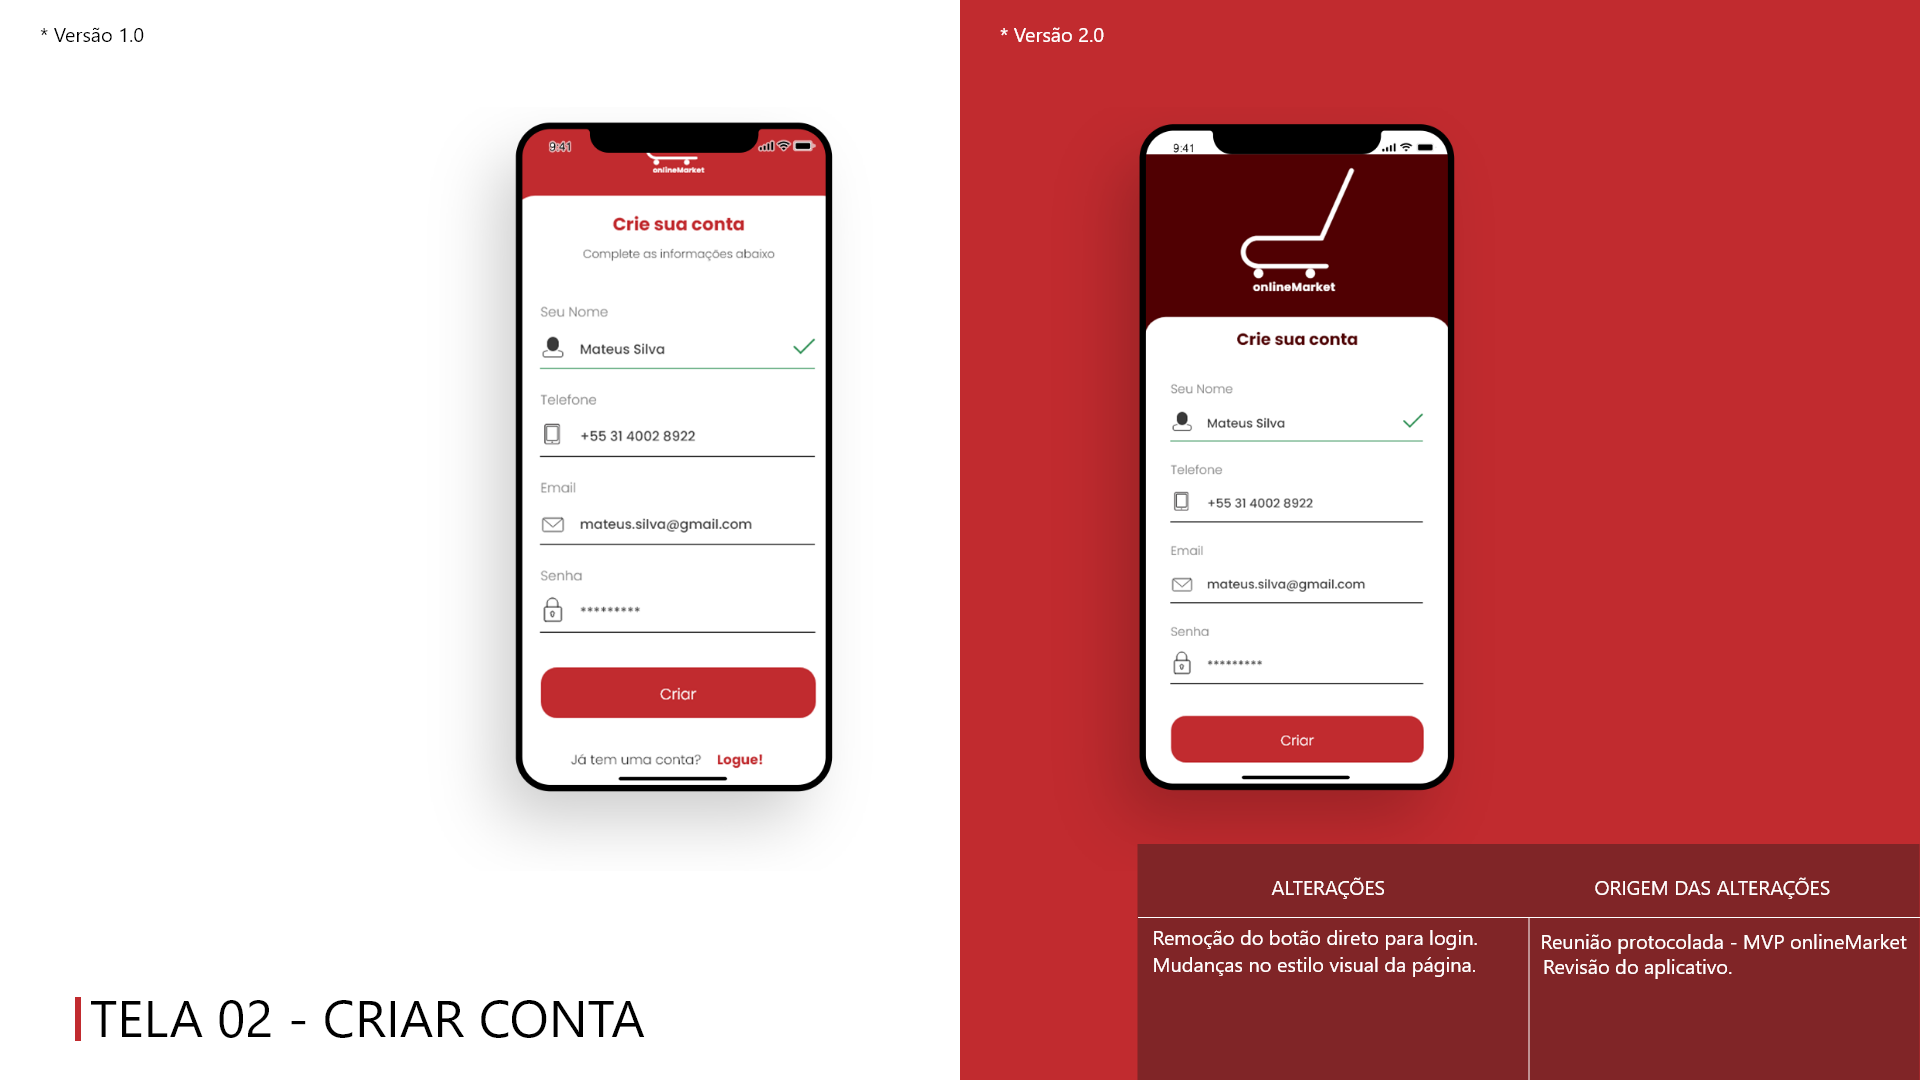 * Versão 1.0
9:41
onlineMarket
Crie sua conta
Complete as informações abaixo
Seu Nome
Mateus Silva
Telefone
+55 31 4002 8922
Email
mateus.silva@gmail.com
Senha
*********
Criar
Já tem uma conta? Logue!
TELA 02 - CRIAR CONTA
* Versão 2.0
9:41
onlineMarket
Crie sua conta
Seu Nome
Mateus Silva
Telefone
+55 31 4002 8922
Email
mateus.silva@gmail.com
Senha
*********
Criar
ALTERAÇÕES
Remoção do botão direto para login.
Mudanças no estilo visual da página.
ORIGEM DAS ALTERAÇÕES
Reunião protocolada - MVP onlineMarket
Revisão do aplicativo.